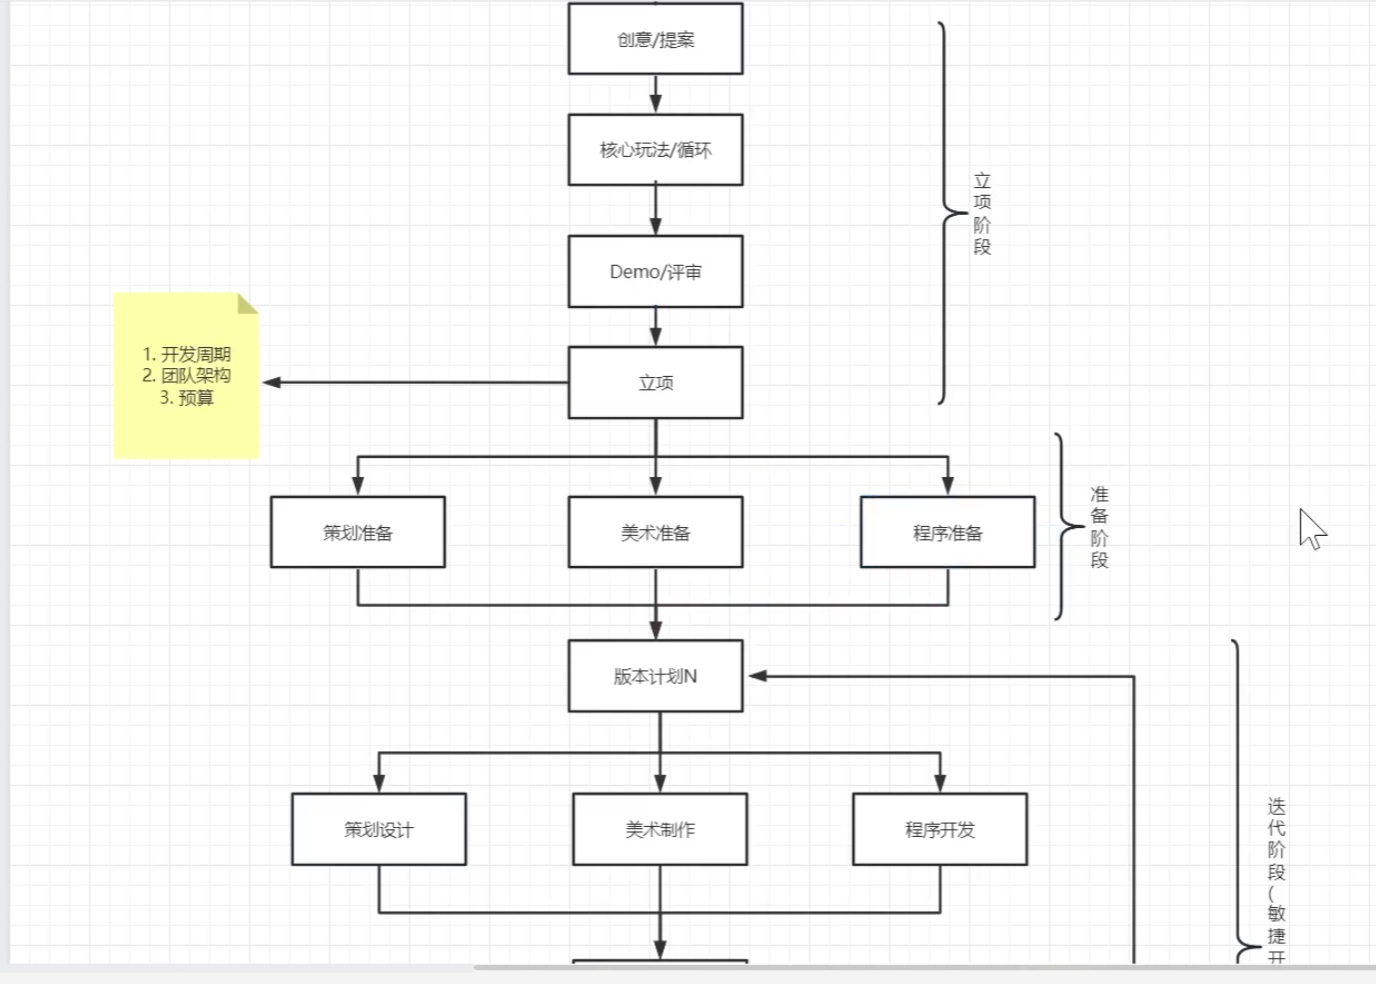 创意/提案
核心玩法/循环
立项阶段
Demo/评审
1. 开发周期
2. 团队架构
3. 预算
立项
策划准备
美术准备
程序准备
准备阶段
版本计划N
策划设计
美术制作
程序开发
迭代阶段(敏捷开